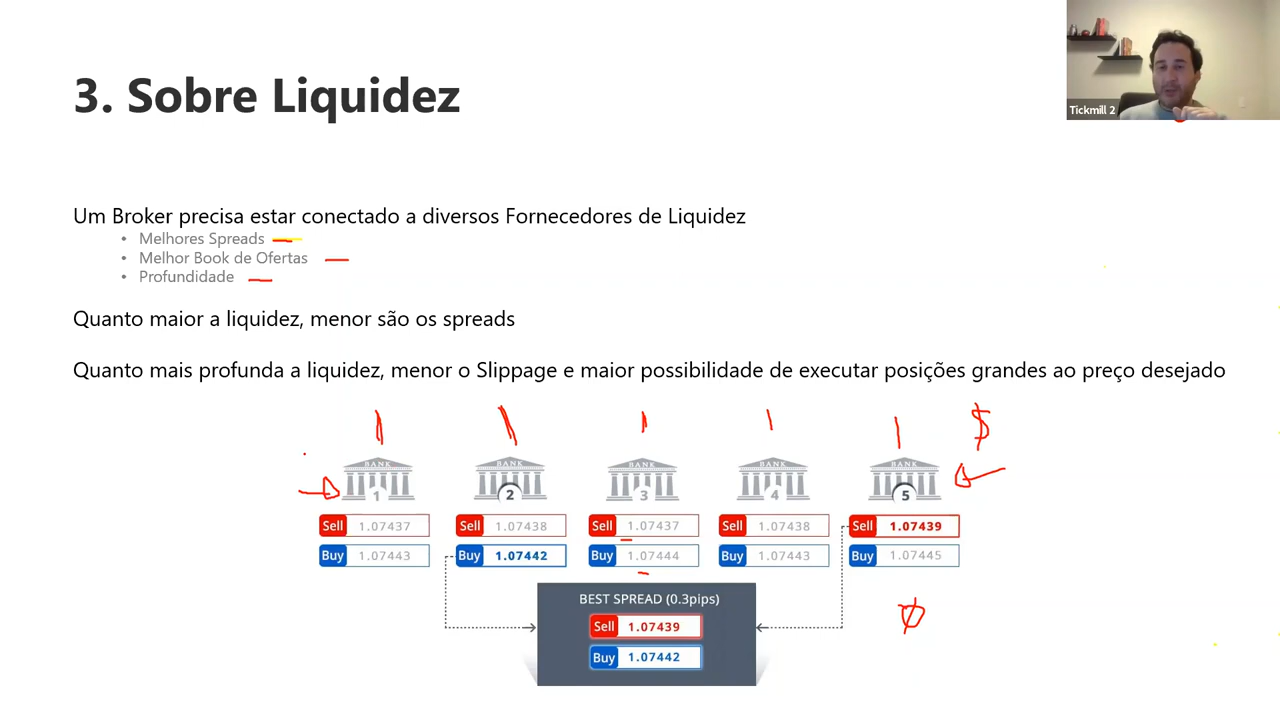 3. Sobre Liquidez
Tickmill 2
Um Broker precisa estar conectado a diversos Fornecedores de Liquidez
• Melhores Spreads
• Melhor Book de Ofertas
• Profundidade
Quanto maior a liquidez, menor são os spreads
Quanto mais profunda a liquidez, menor o Slippage e maior possibilidade de executar posições grandes ao preço desejado
$
BANK BANK BANK BANK BANK
1 2 3 4 5
Sell 1.07437 Sell 1.07438 Sell 1.07437 Sell 1.07438 Sell 1.07439
Buy 1.07443 Buy 1.07442 Buy 1.07444 Buy 1.07443 Buy 1.07445
BEST SPREAD (0.3pips)
Sell 1.07439
Buy 1.07442